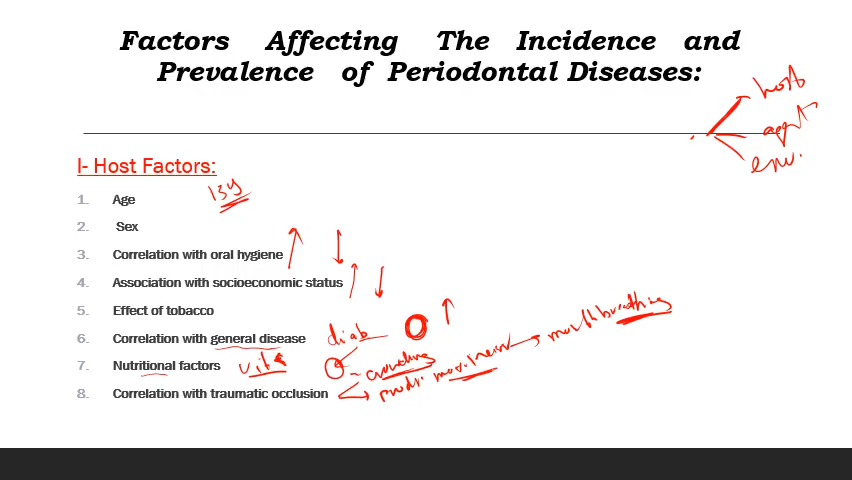 Factors Affecting The Incidence and
Prevalence of Periodontal Diseases:
host
agent
env.
I- Host Factors:
1. Age 13y
2. Sex
3. Correlation with oral hygiene
4. Association with socioeconomic status
5. Effect of tobacco
6. Correlation with general disease diab
7. Nutritional factors vit
crowding
mouth breathing
8. Correlation with traumatic occlusion